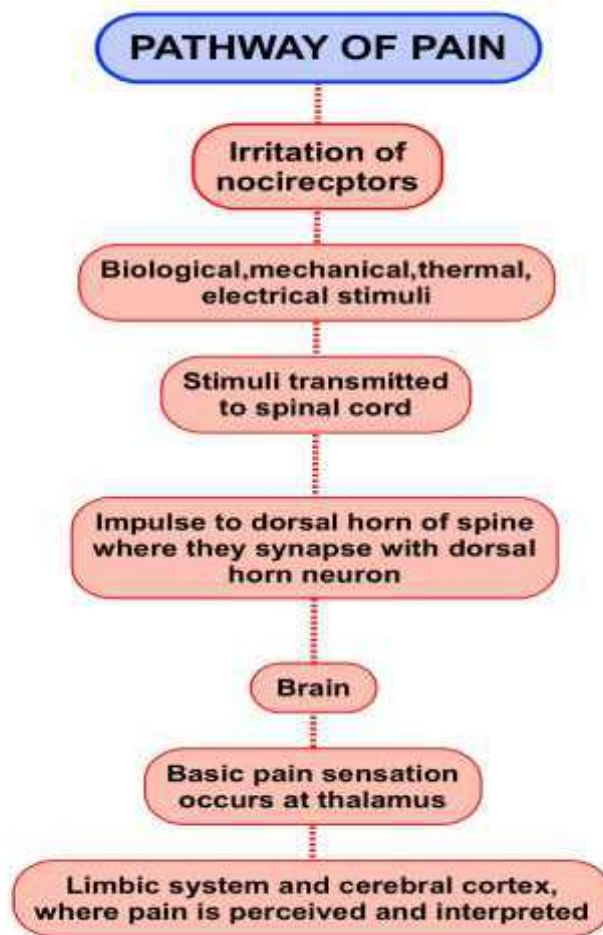 PATHWAY OF PAIN
Irritation of
nocirecptors
Biological,mechanical,thermal,
electrical stimuli
Stimuli transmitted
to spinal cord
Impulse to dorsal horn of spine
where they synapse with dorsal
horn neuron
Brain
Basic pain sensation
occurs at thalamus
Limbic system and cerebral cortex,
where pain is perceived and interpreted